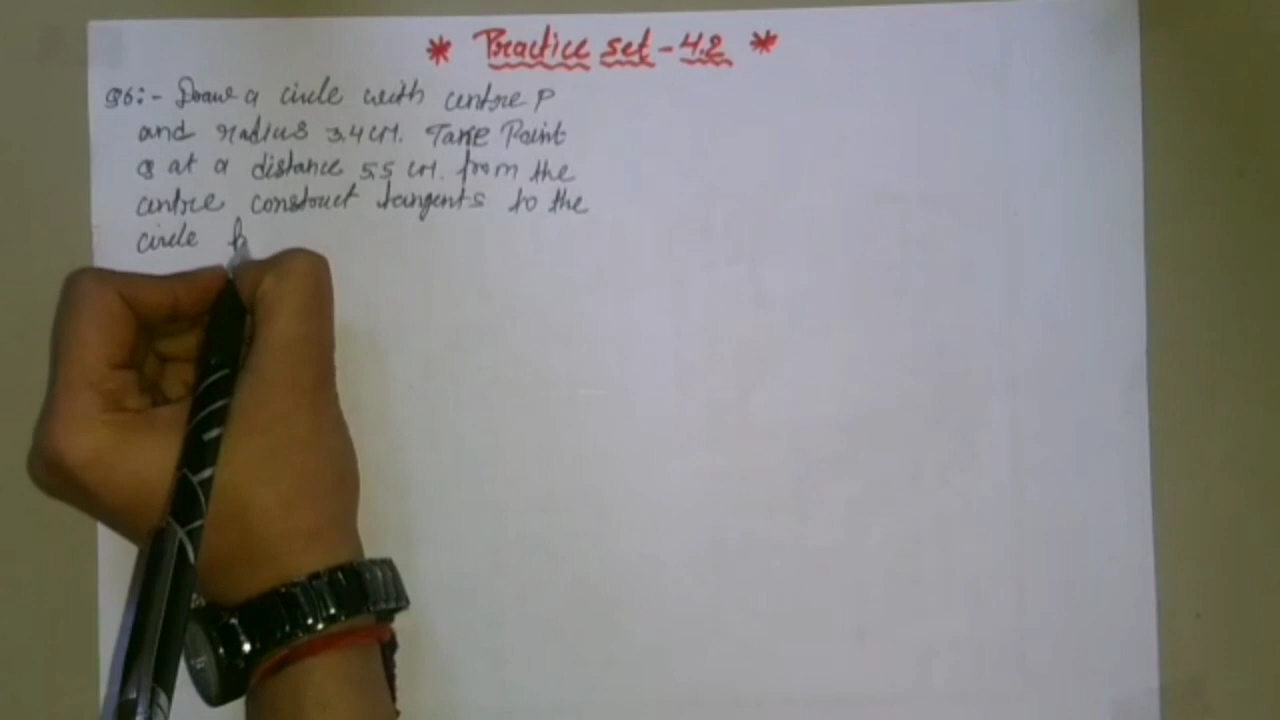 * Practice set - 4.2 *
Q6:- Draw a circle with centre P
and radius 3.4 cm. Take Point
Q at a distance 5.5 cm. from the
centre construct tangents to the
circle